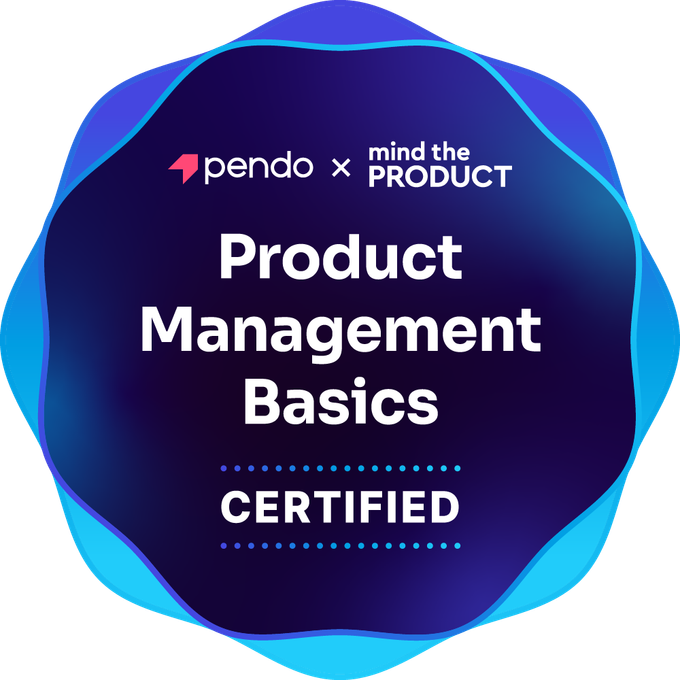 pendo × mind the PRODUCT
Product
Management
Basics
CERTIFIED